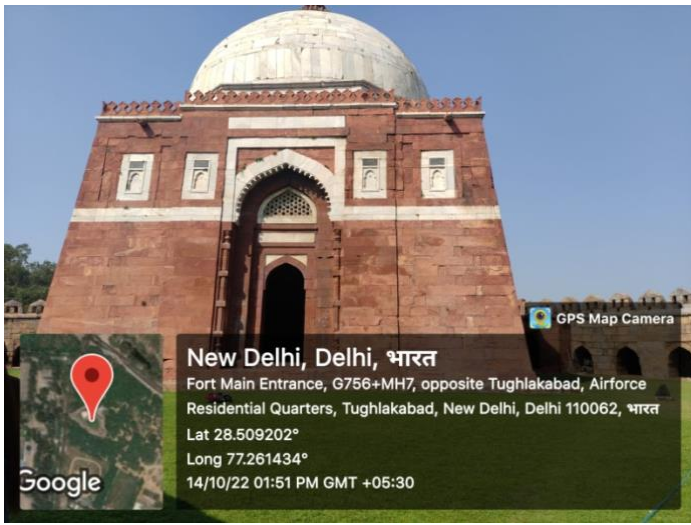 GPS Map Camera
New Delhi, Delhi, भारत
Fort Main Entrance, G756+MH7, opposite Tughlakabad, Airforce
Residential Quarters, Tughlakabad, New Delhi, Delhi 110062, भारत
Lat 28.509202°
Long 77.261434°
14/10/22 01:51 PM GMT +05:30
Google